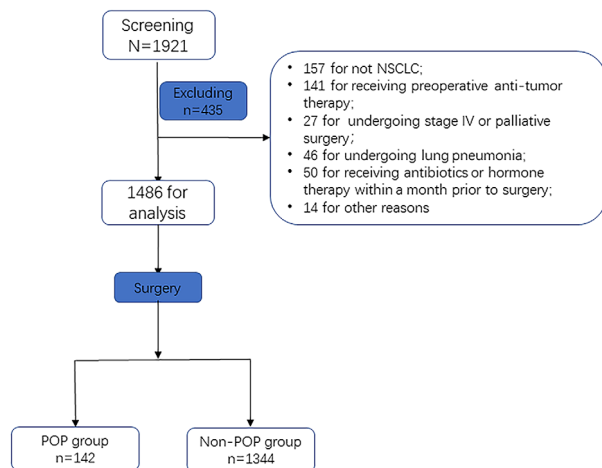 Screening
N=1921
Excluding
n=435
• 157 for not NSCLC;
• 141 for receiving preoperative anti-tumor
therapy;
• 27 for undergoing stage IV or palliative
surgery;
• 46 for undergoing lung pneumonia;
• 50 for receiving antibiotics or hormone
therapy within a month prior to surgery;
• 14 for other reasons
1486 for
analysis
Surgery
POP group
n=142
Non-POP group
n=1344